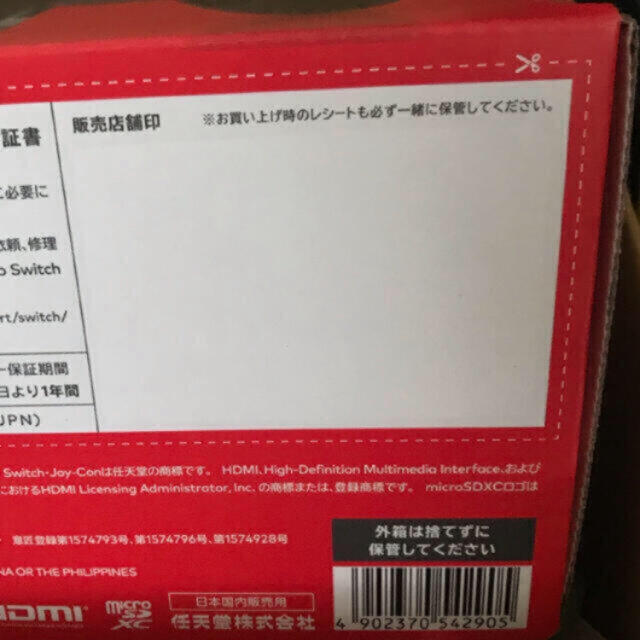 証書
販売店舗印
※お買い上げ時のレシートも必ず一緒に保管してください。
必要に
依頼、修理
o Switch
rt/switch/
ー保証期間
日より1年間
JPN)
Switch・Joy-Conは任天堂の商標です。 HDMI、High-Definition Multimedia Interface、および
におけるHDMI Licensing Administrator, Inc. の商標または、登録商標です。 microSDXCロゴは
意匠登録第1574793号、第1574796号、第1574928号
NA OR THE PHILIPPINES
外箱は捨てずに
保管してください
HDMI
micro
SD
XC
日本国内販売用
任天堂株式会社
4 902370 542905